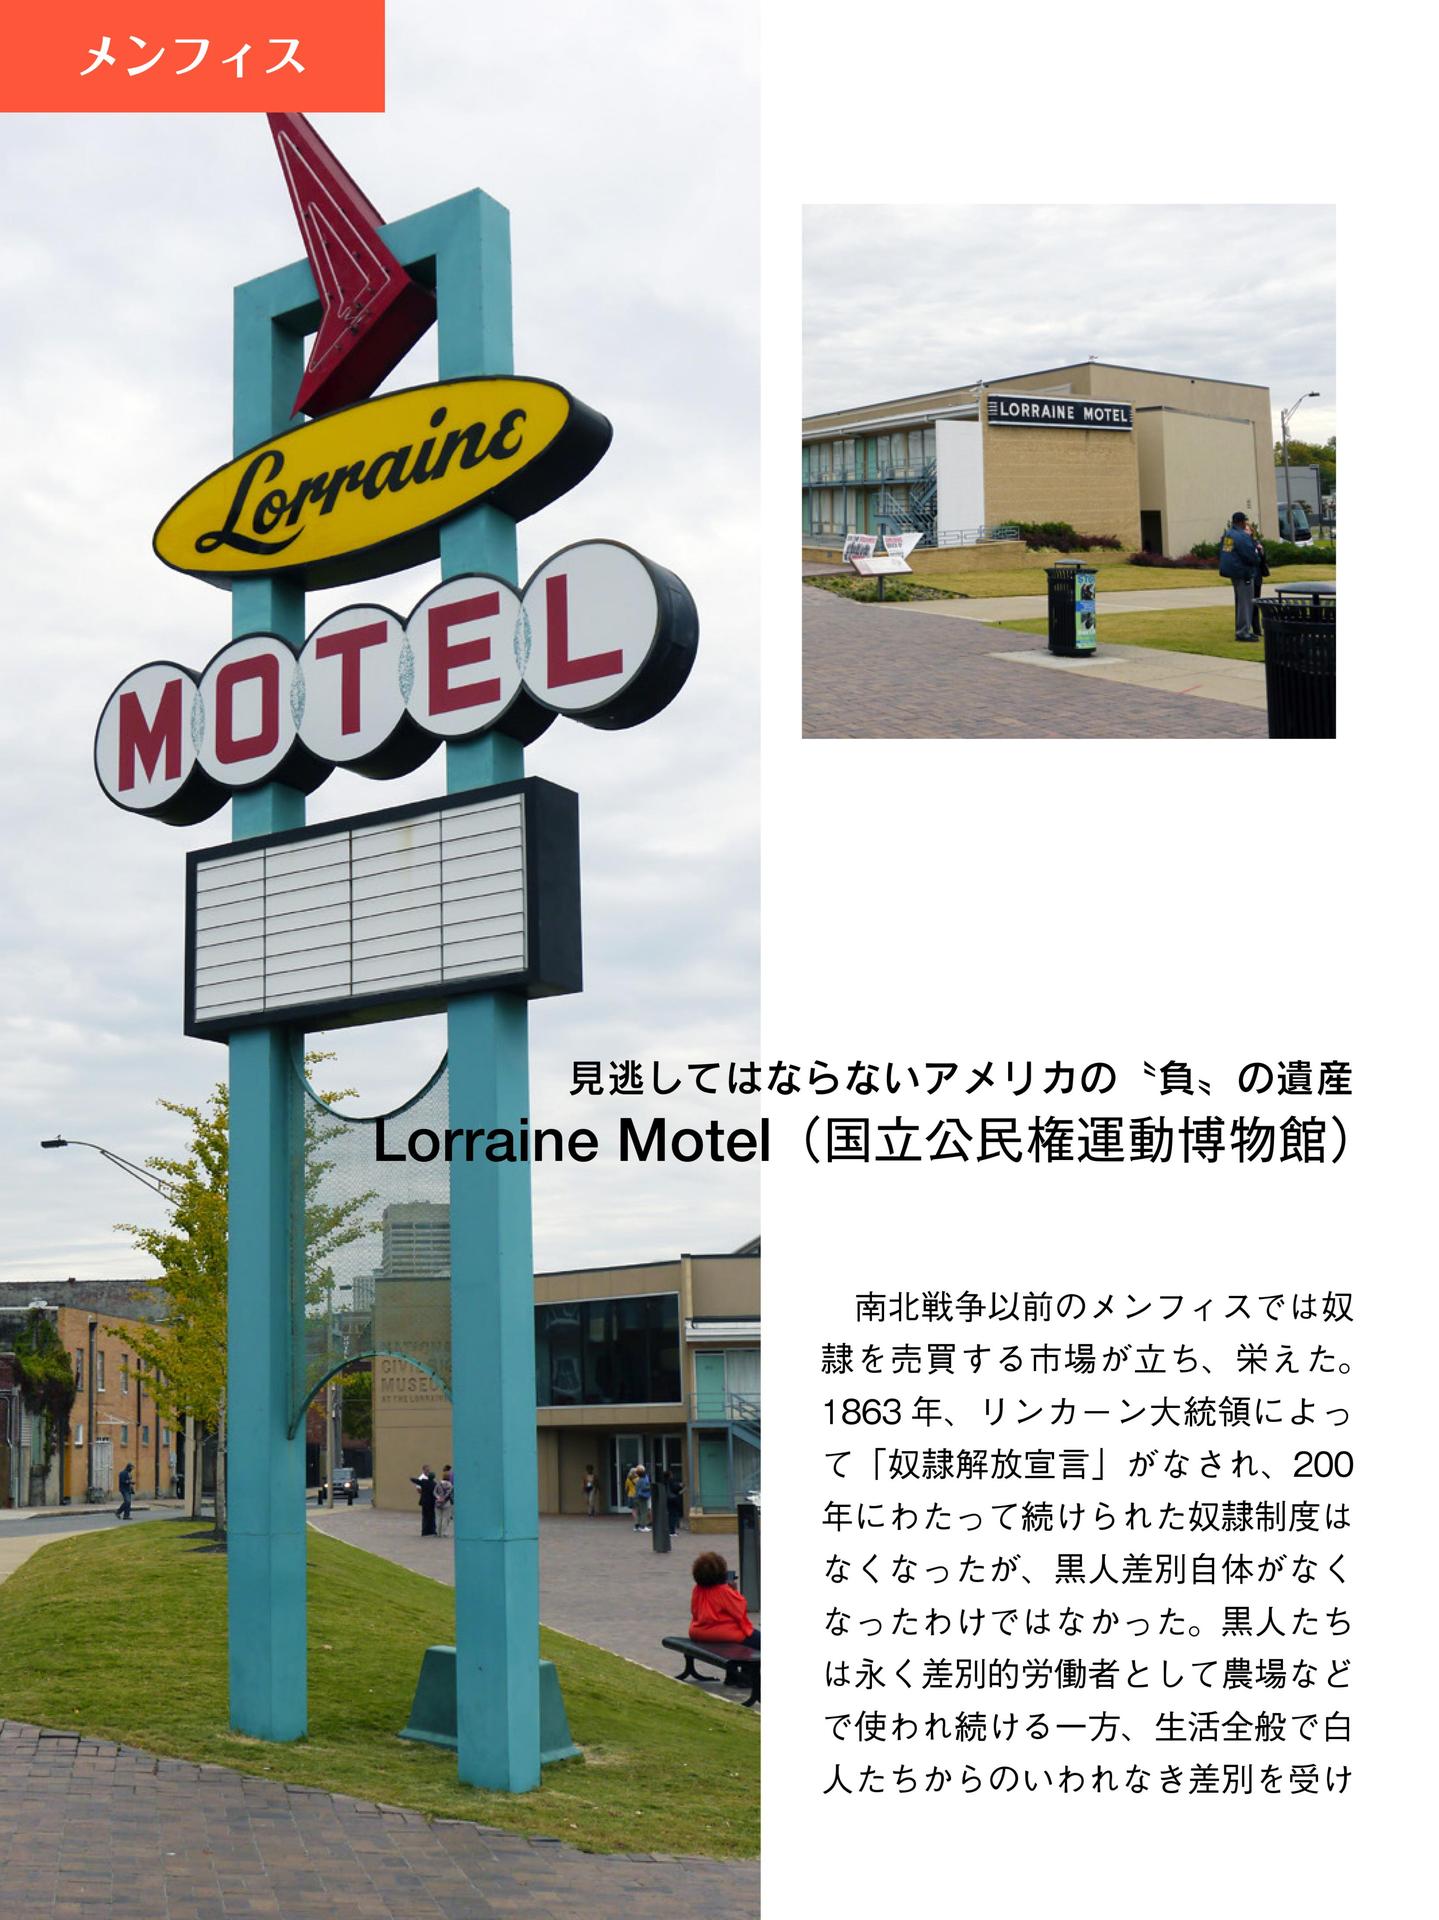 メンフィス
Lorraine
MOTEL
LORRAINE MOTEL
見逃してはならないアメリカの〝負〟の遺産
Lorraine Motel（国立公民権運動博物館）
NATIONAL
CIVIL
MUSEUM
AT THE LORRAINE
南北戦争以前のメンフィスでは奴
隷を売買する市場が立ち、栄えた。
1863 年、リンカーン大統領によっ
て「奴隷解放宣言」がなされ、200
年にわたって続けられた奴隷制度は
なくなったが、黒人差別自体がなく
なったわけではなかった。黒人たち
は永く差別的労働者として農場など
で使われ続ける一方、生活全般で白
人たちからのいわれなき差別を受け